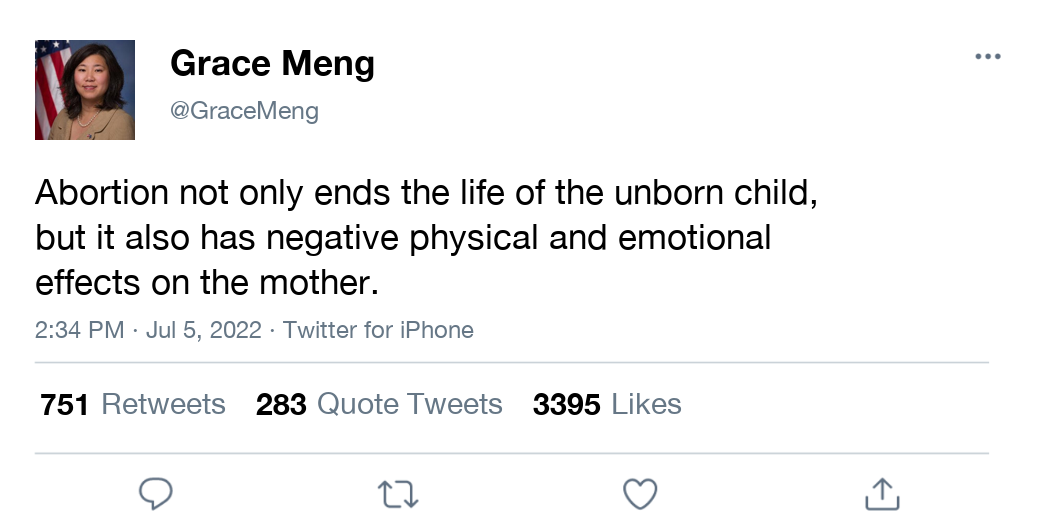 Grace Meng
@GraceMeng
Abortion not only ends the life of the unborn child,
but it also has negative physical and emotional
effects on the mother.
2:34 PM · Jul 5, 2022 · Twitter for iPhone
751 Retweets 283 Quote Tweets 3395 Likes